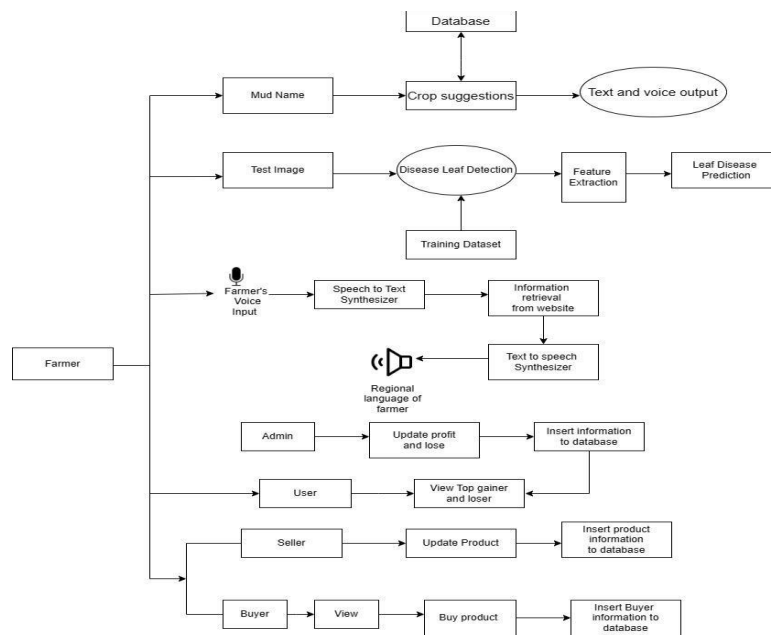 Database
Mud Name
Crop suggestions
Text and voice output
Test Image
Disease Leaf Detection
Feature
Extraction
Leaf Disease
Prediction
Training Dataset
Farmer's
Voice
Input
Speech to Text
Synthesizer
Information
retrieval
from website
Farmer
Text to speech
Synthesizer
Regional
language of
farmer
Admin
Update profit
and lose
Insert information
to database
User
View Top gainer
and loser
Seller
Update Product
Insert product
information
to database
Buyer
View
Buy product
Insert Buyer
information to
database